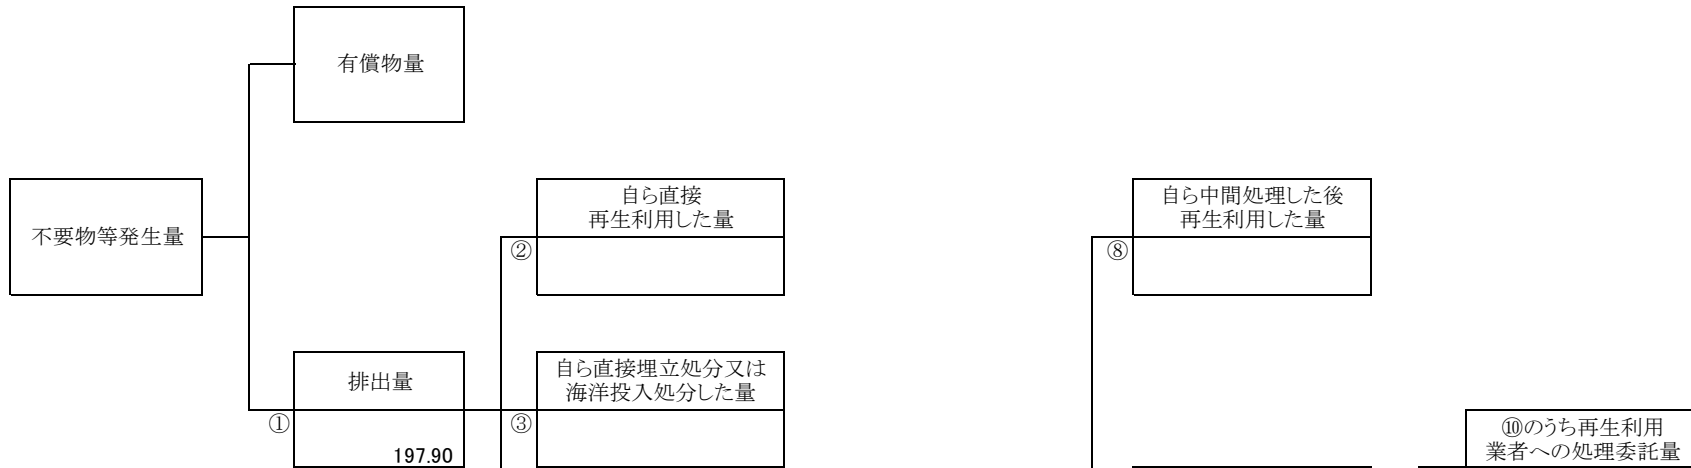 有償物量
不要物等発生量
自ら直接
再生利用した量
②
自ら中間処理した後
再生利用した量
⑧
排出量
①
197.90
自ら直接埋立処分又は
海洋投入処分した量
③
⑩のうち再生利用
業者への処理委託量